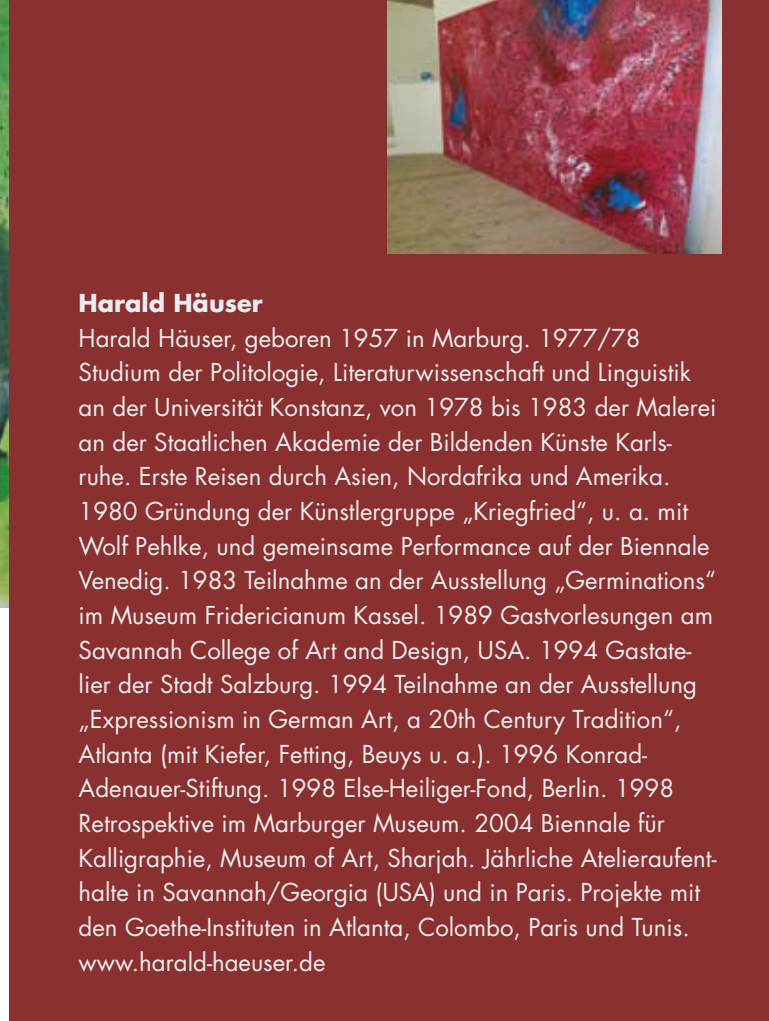 Harald Häuser
Harald Häuser, geboren 1957 in Marburg. 1977/78
Studium der Politologie, Literaturwissenschaft und Linguistik
an der Universität Konstanz, von 1978 bis 1983 der Malerei
an der Staatlichen Akademie der Bildenden Künste Karls-
ruhe. Erste Reisen durch Asien, Nordafrika und Amerika.
1980 Gründung der Künstlergruppe „Kriegfried“, u. a. mit
Wolf Pehlke, und gemeinsame Performance auf der Biennale
Venedig. 1983 Teilnahme an der Ausstellung „Germinations“
im Museum Fridericianum Kassel. 1989 Gastvorlesungen am
Savannah College of Art and Design, USA. 1994 Gastate-
lier der Stadt Salzburg. 1994 Teilnahme an der Ausstellung
„Expressionism in German Art, a 20th Century Tradition“,
Atlanta (mit Kiefer, Fetting, Beuys u. a.). 1996 Konrad-
Adenauer-Stiftung. 1998 Else-Heiliger-Fond, Berlin. 1998
Retrospektive im Marburger Museum. 2004 Biennale für
Kalligraphie, Museum of Art, Sharjah. Jährliche Atelieraufent-
halte in Savannah/Georgia (USA) und in Paris. Projekte mit
den Goethe-Instituten in Atlanta, Colombo, Paris und Tunis.
www.harald-haeuser.de